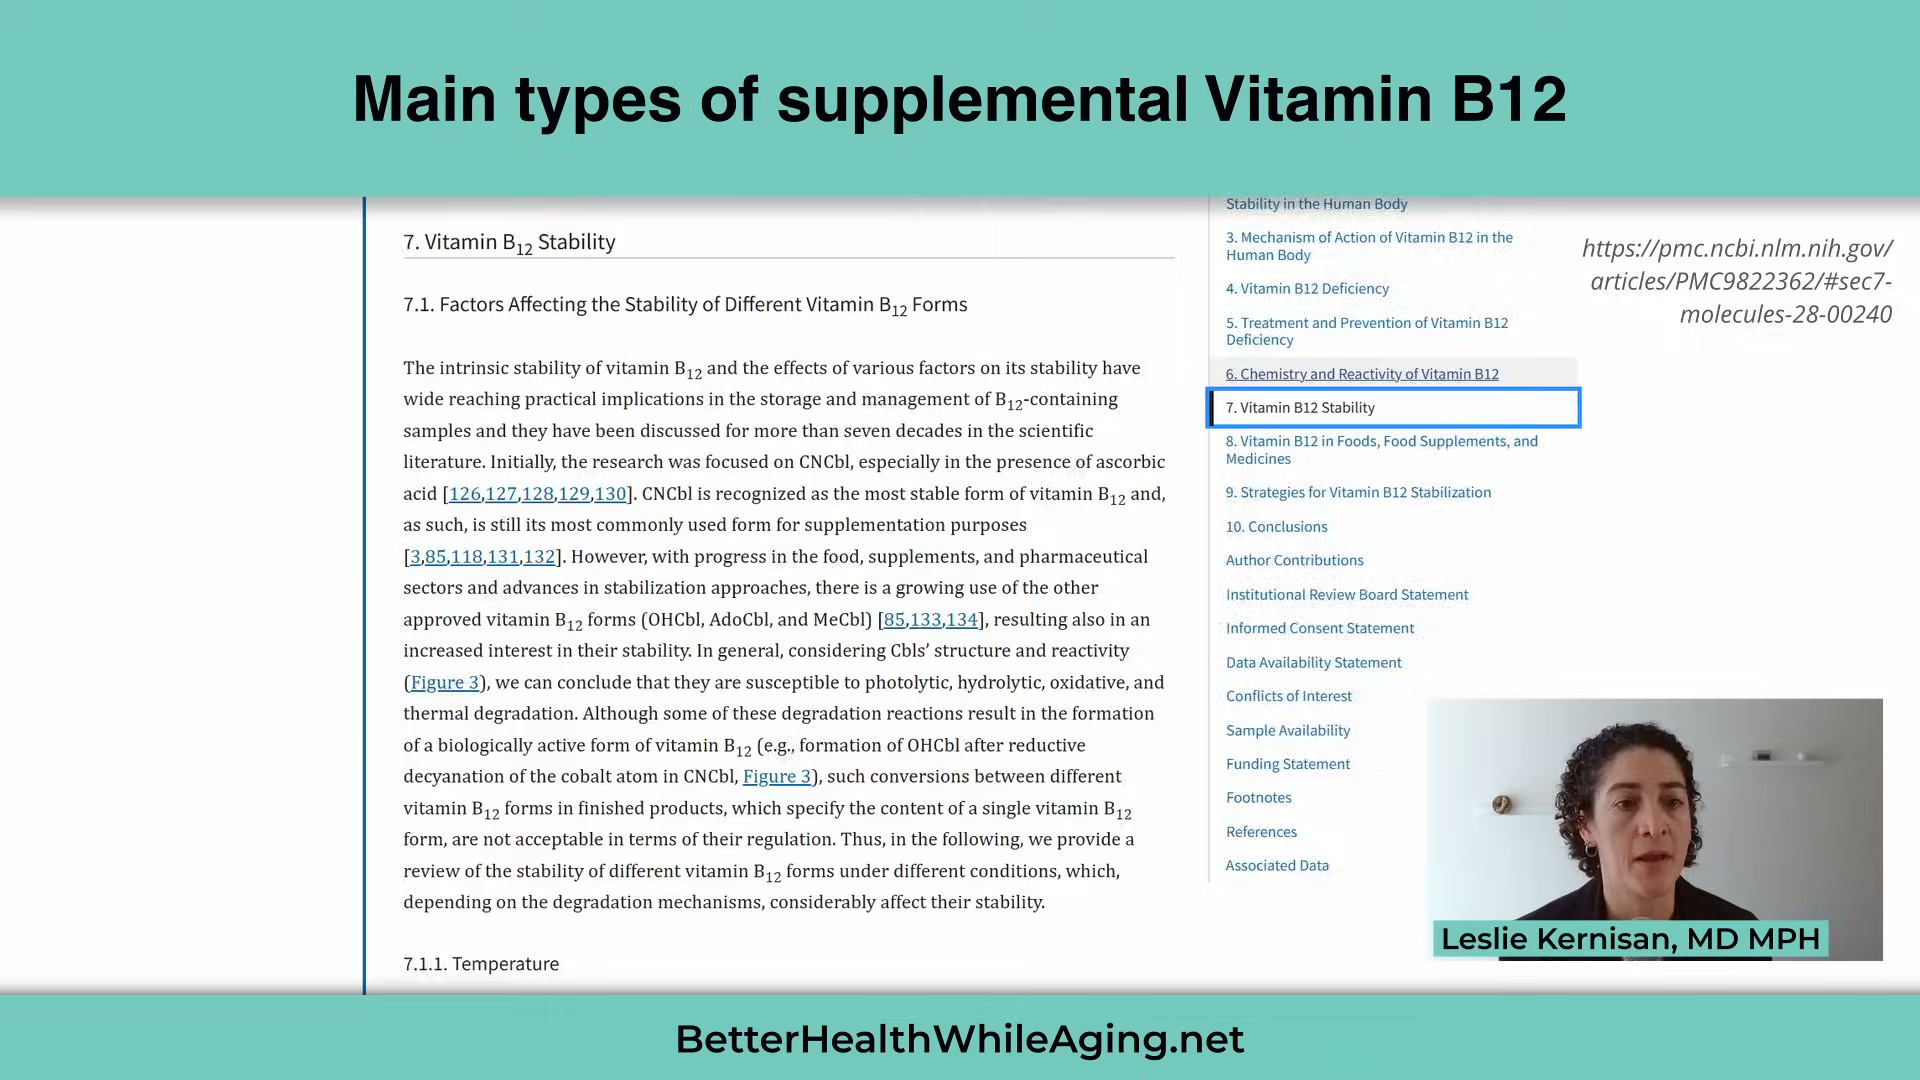 Main types of supplemental Vitamin B12
7. Vitamin B12 Stability
7.1. Factors Affecting the Stability of Different Vitamin B12 Forms
The intrinsic stability of vitamin B12 and the effects of various factors on its stability have
wide reaching practical implications in the storage and management of B12-containing
samples and they have been discussed for more than seven decades in the scientific
literature. Initially, the research was focused on CNCbl, especially in the presence of ascorbic
acid [126,127,128,129,130]. CNCbl is recognized as the most stable form of vitamin B12 and,
as such, is still its most commonly used form for supplementation purposes
[3,85,118,131,132]. However, with progress in the food, supplements, and pharmaceutical
sectors and advances in stabilization approaches, there is a growing use of the other
approved vitamin B12 forms (OHCbl, AdoCbl, and MeCbl) [85,133,134], resulting also in an
increased interest in their stability. In general, considering Cbls’ structure and reactivity
(Figure 3), we can conclude that they are susceptible to photolytic, hydrolytic, oxidative, and
thermal degradation. Although some of these degradation reactions result in the formation
of a biologically active form of vitamin B12 (e.g., formation of OHCbl after reductive
decyanation of the cobalt atom in CNCbl, Figure 3), such conversions between different
vitamin B12 forms in finished products, which specify the content of a single vitamin B12
form, are not acceptable in terms of their regulation. Thus, in the following, we provide a
review of the stability of different vitamin B12 forms under different conditions, which,
depending on the degradation mechanisms, considerably affect their stability.
7.1.1. Temperature
Stability in the Human Body
3. Mechanism of Action of Vitamin B12 in the
Human Body
4. Vitamin B12 Deficiency
5. Treatment and Prevention of Vitamin B12
Deficiency
6. Chemistry and Reactivity of Vitamin B12
7. Vitamin B12 Stability
8. Vitamin B12 in Foods, Food Supplements, and
Medicines
9. Strategies for Vitamin B12 Stabilization
10. Conclusions
Author Contributions
Institutional Review Board Statement
Informed Consent Statement
Data Availability Statement
Conflicts of Interest
Sample Availability
Funding Statement
Footnotes
References
Associated Data
https://pmc.ncbi.nlm.nih.gov/
articles/PMC9822362/#sec7-
molecules-28-00240
Leslie Kernisan, MD MPH
BetterHealthWhileAging.net